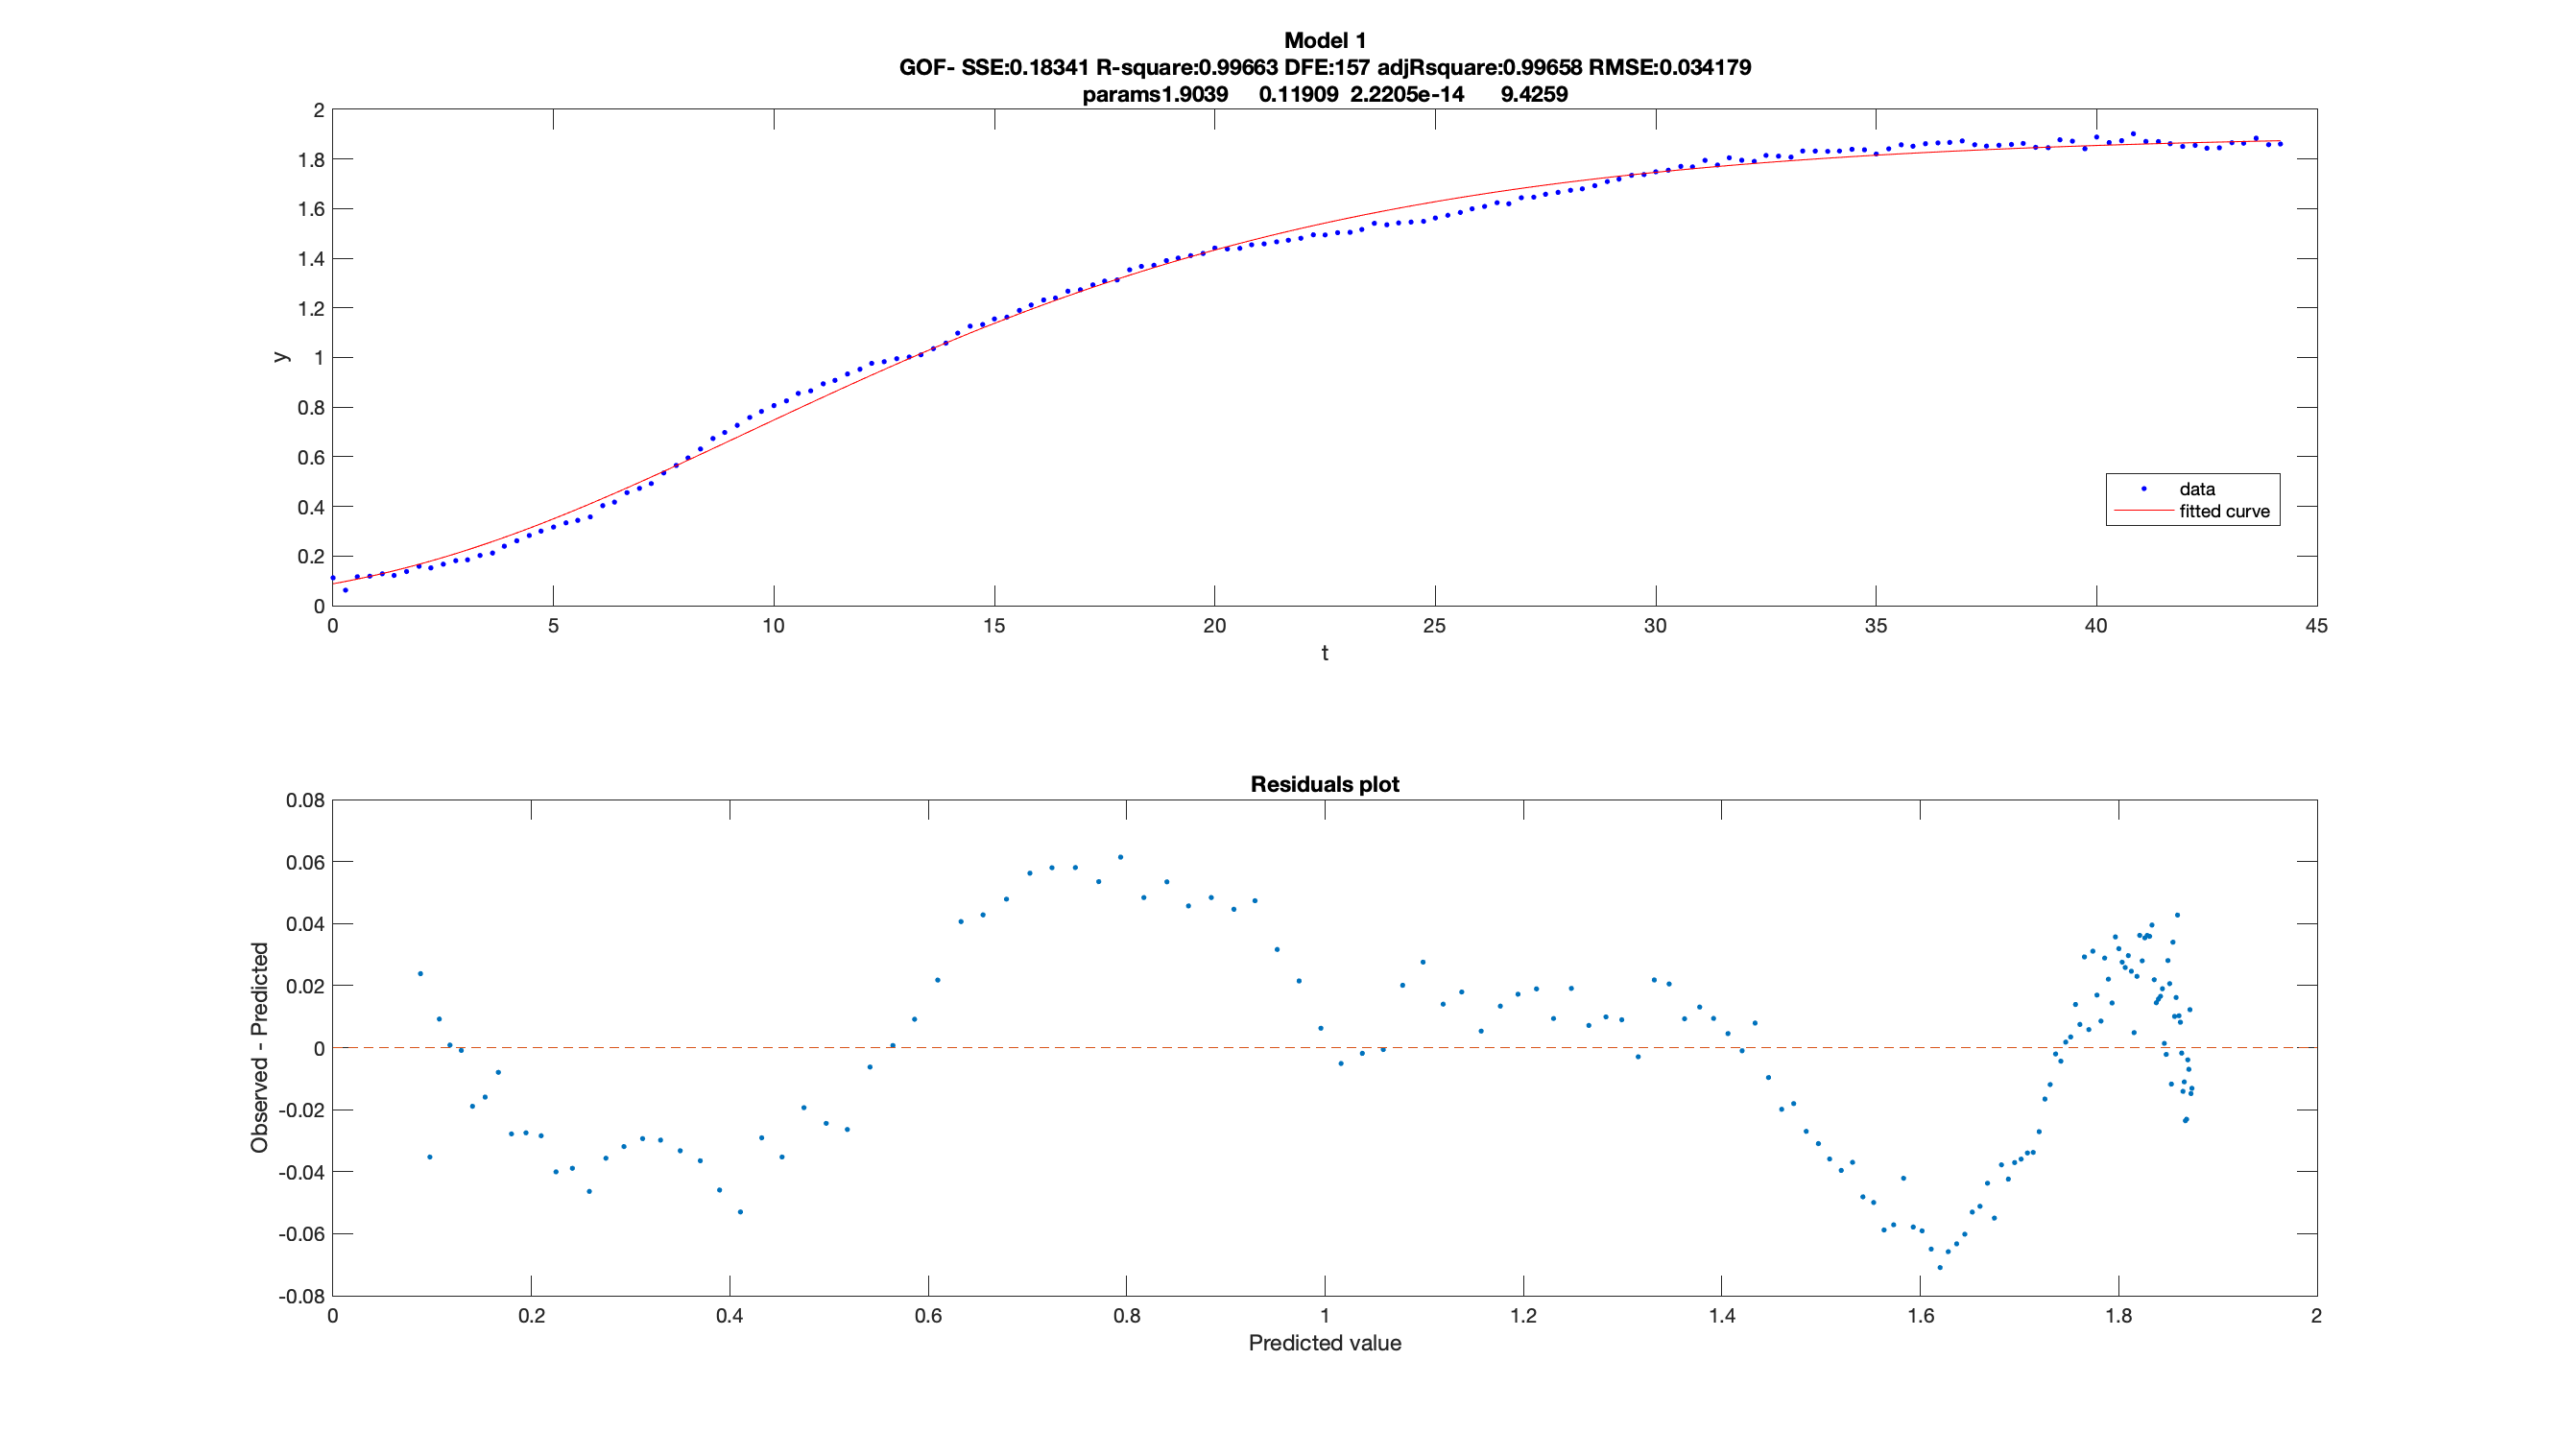 Model 1
GOF- SSE:0.18341 R-square:0.99663 DFE:157 adjRsquare:0.99658 RMSE:0.034179
params1.9039 0.11909 2.2205e-14 9.4259
2
1.8
1.6
1.4
1.2
1
0.8
0.6
0.4
0.2
0
y
0 5 10 15 20 25 30 35 40 45
t
data
fitted curve
Residuals plot
0.08
0.06
0.04
0.02
0
-0.02
-0.04
-0.06
-0.08
Observed - Predicted
0 0.2 0.4 0.6 0.8 1 1.2 1.4 1.6 1.8 2
Predicted value